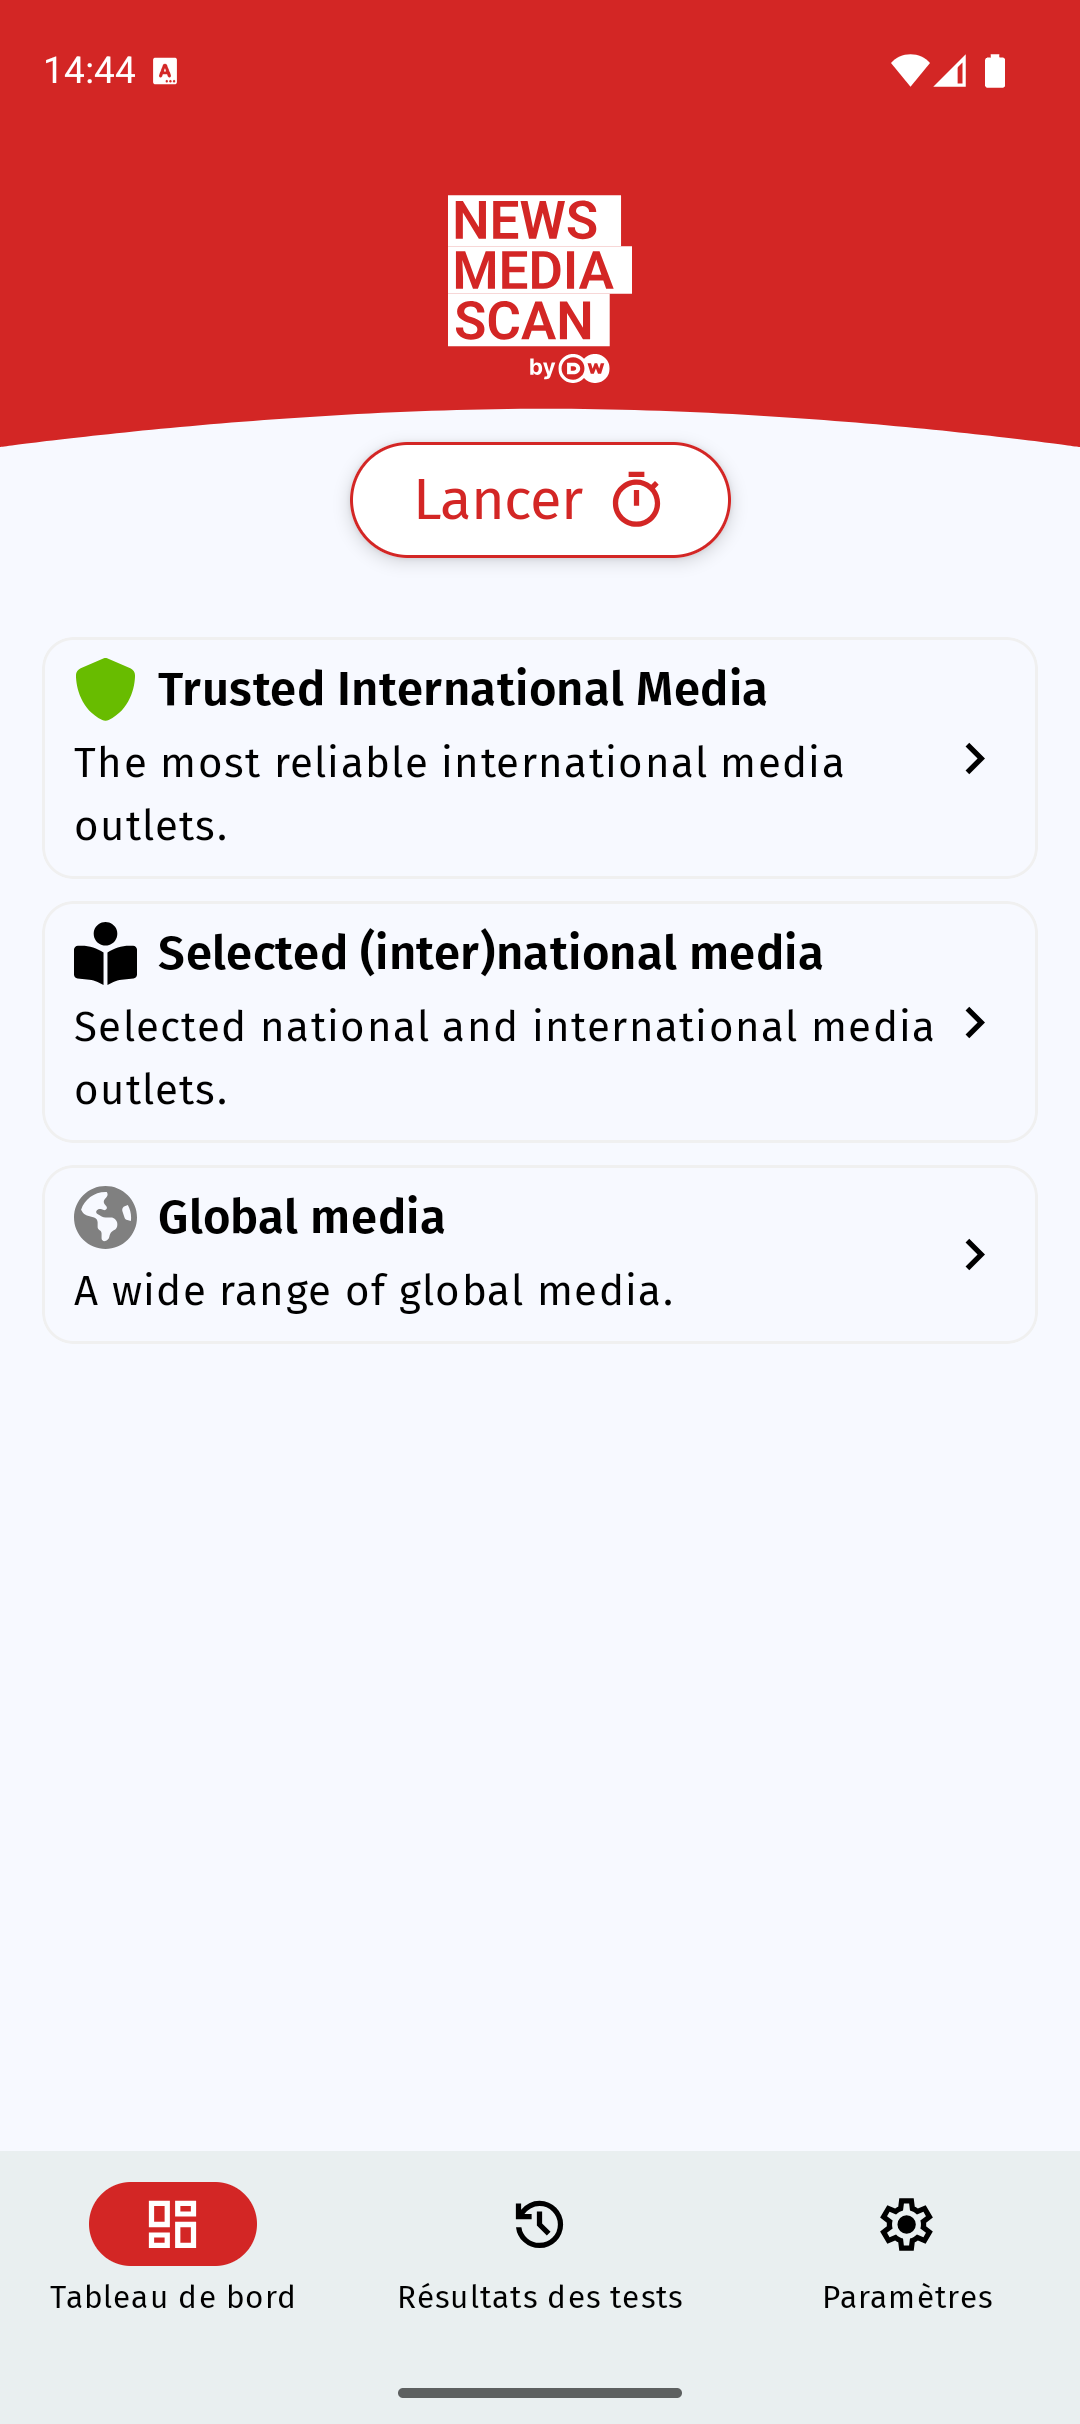 14:44
NEWS
MEDIA
SCAN
by DW
Lancer
Trusted International Media
The most reliable international media
outlets.
Selected (inter)national media
Selected national and international media
outlets.
Global media
A wide range of global media.
Tableau de bord
Résultats des tests
Paramètres